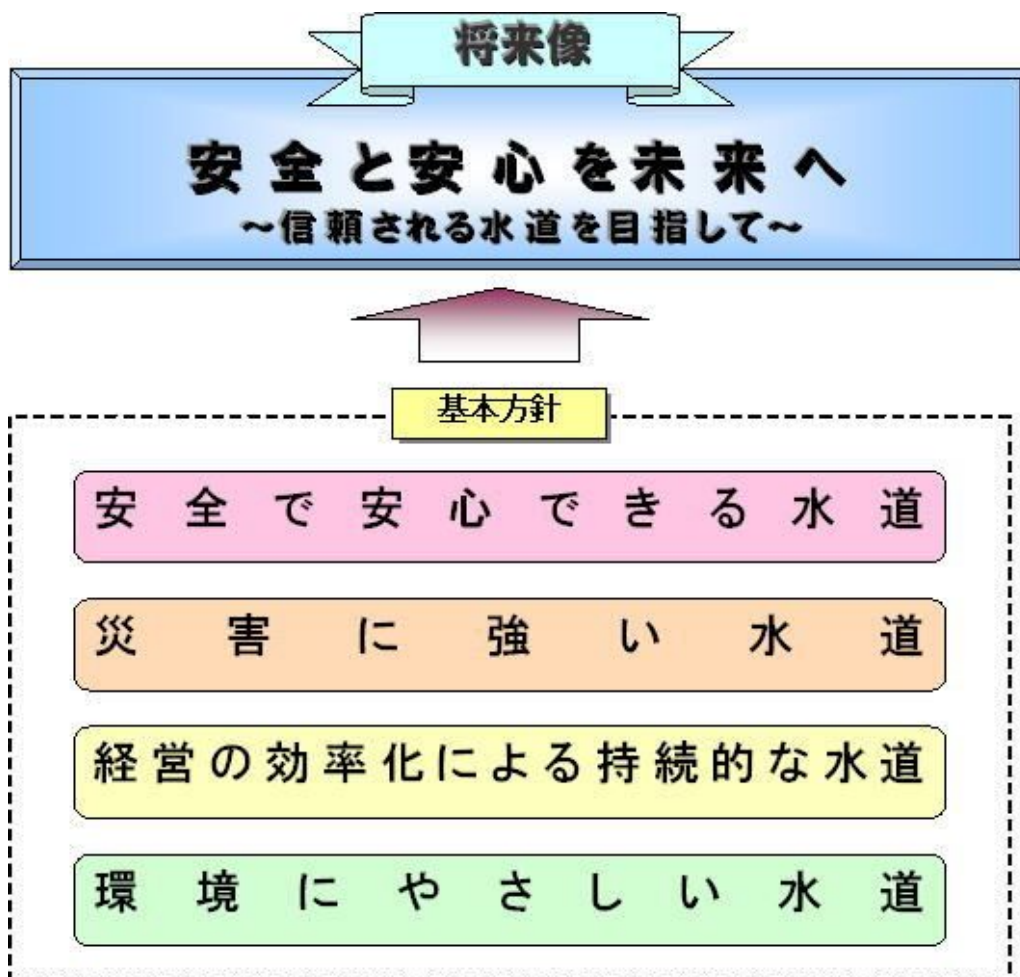 将来像
安全と安心を未来へ
～信頼される水道を目指して～
基本方針
安全で安心できる水道
災害に強い水道
経営の効率化による持続的な水道
環境にやさしい水道